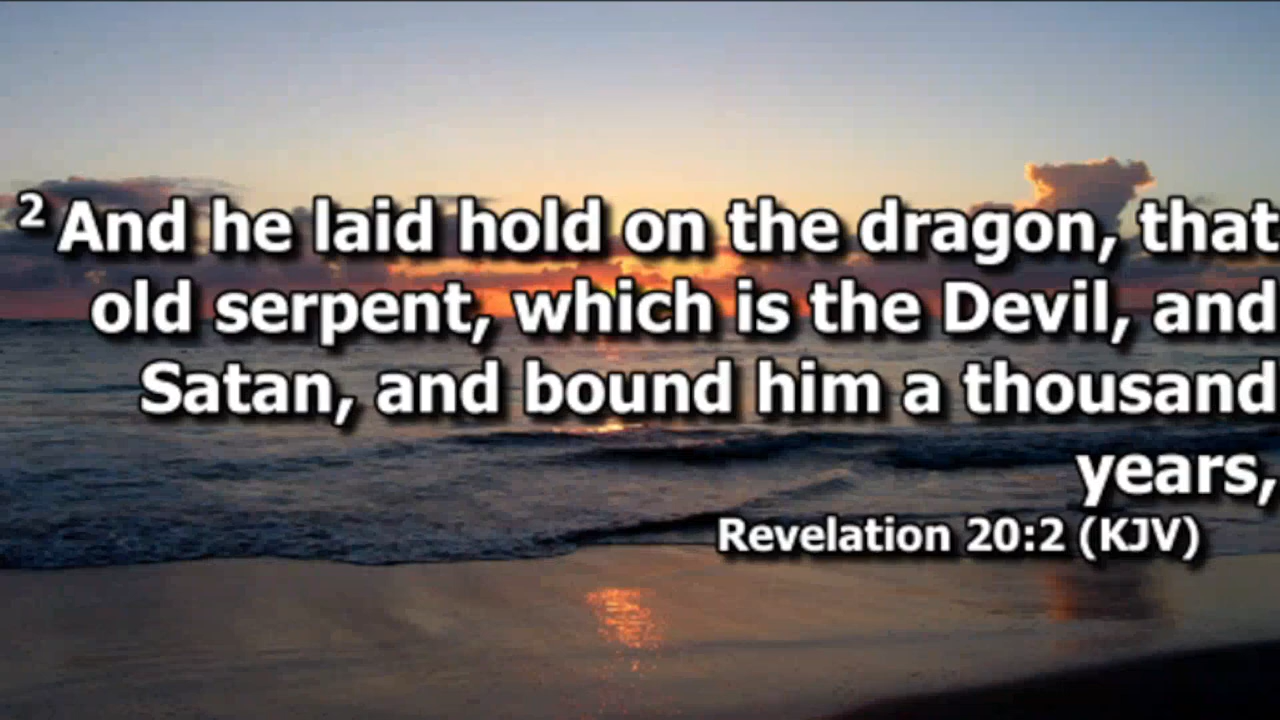 2 And he laid hold on the dragon, that
old serpent, which is the Devil, and
Satan, and bound him a thousand
years,
Revelation 20:2 (KJV)